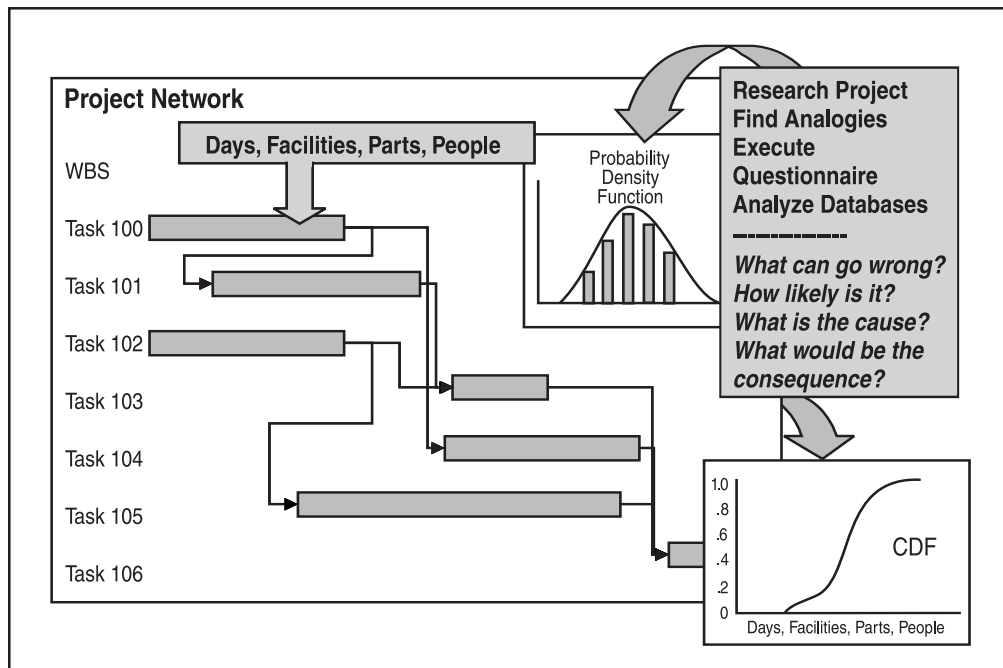 Project Network
Days, Facilities, Parts, People
WBS
Task 100
Task 101
Task 102
Task 103
Task 104
Task 105
Task 106
Probability
Density
Function
Research Project
Find Analogies
Execute
Questionnaire
Analyze Databases
---------------
What can go wrong?
How likely is it?
What is the cause?
What would be the
consequence?
1.0
.8
.6
.4
.2
0
CDF
Days, Facilities, Parts, People